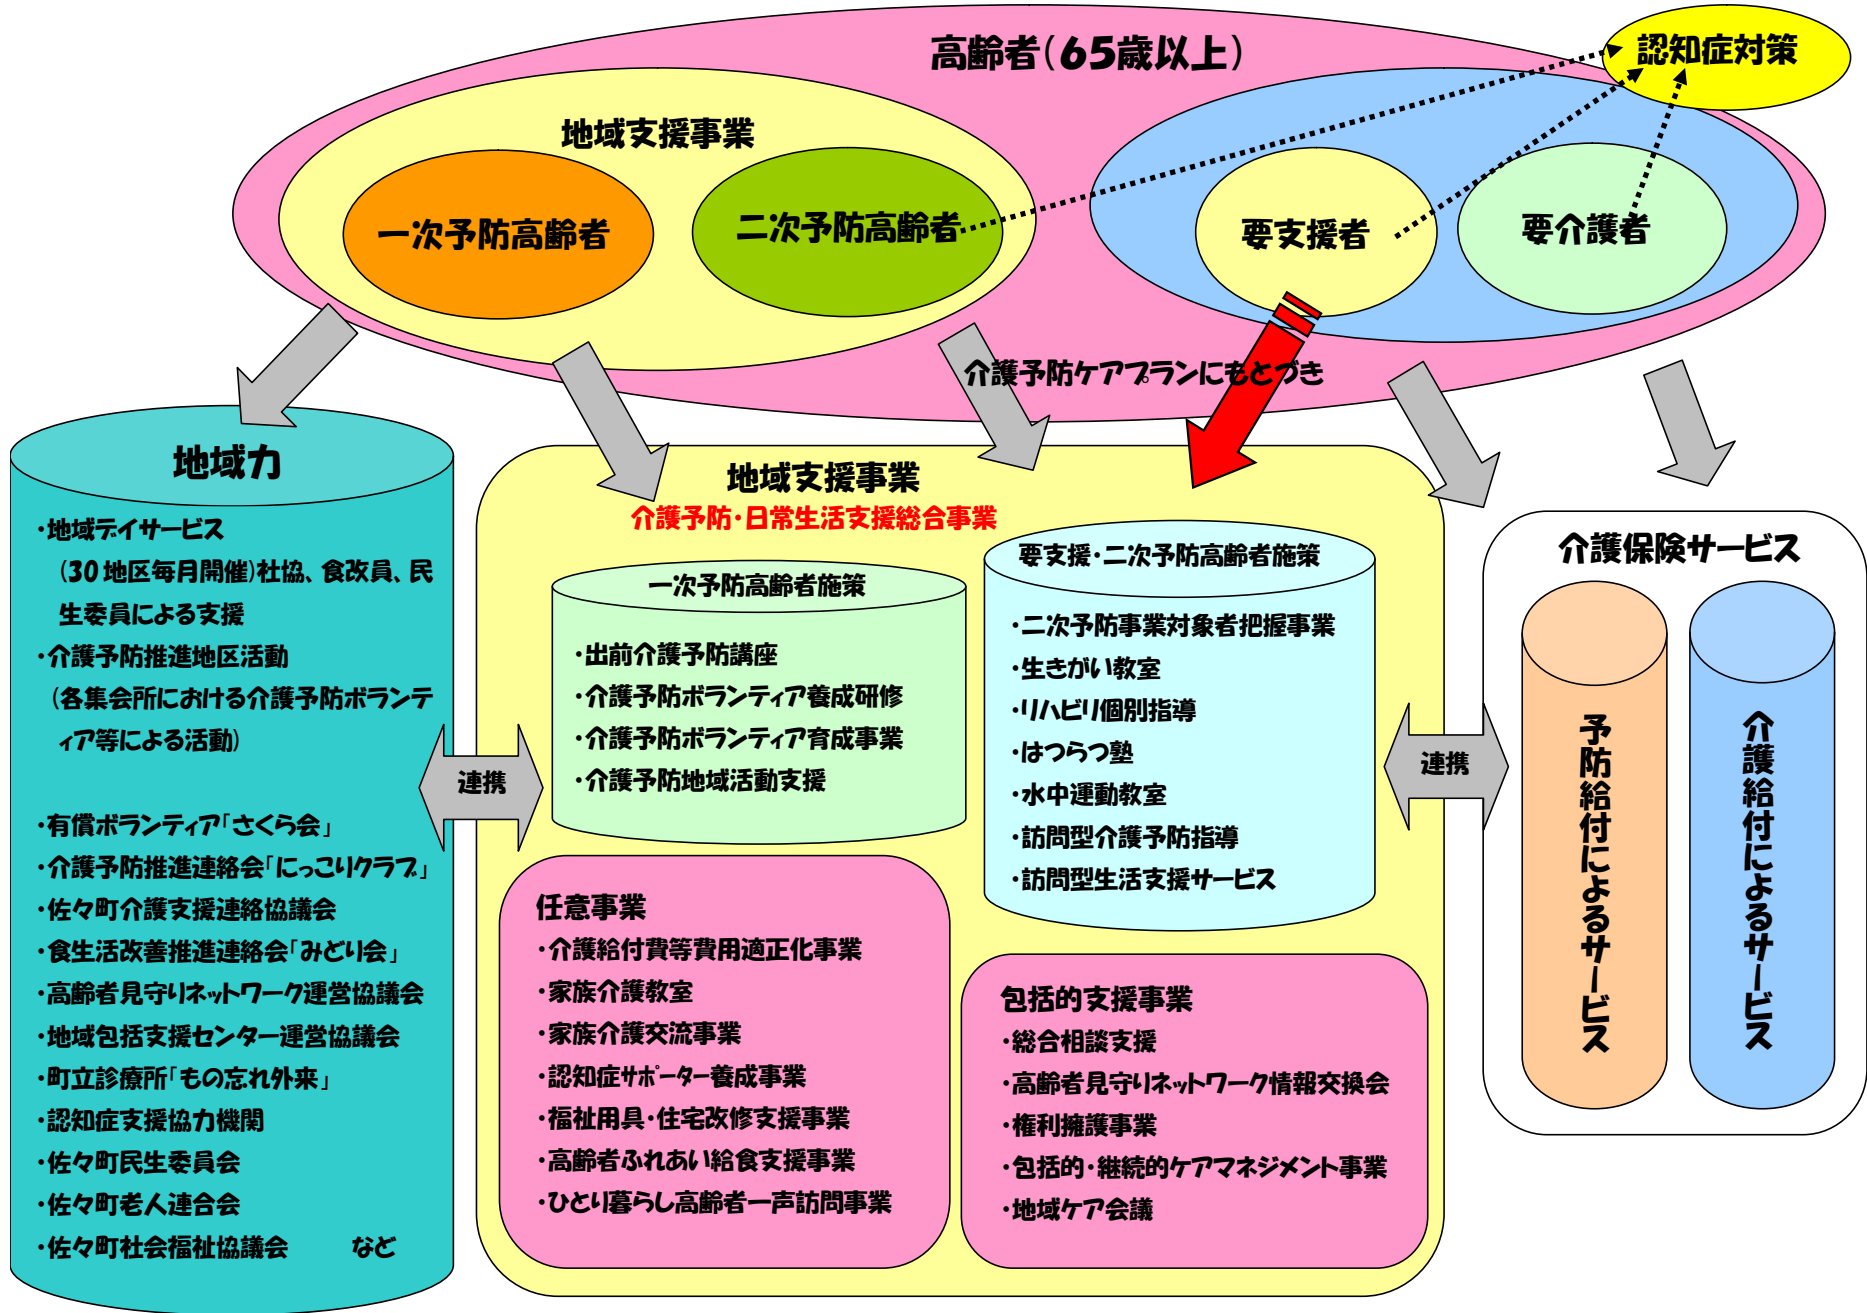 高齢者(65歳以上)
認知症対策
地域支援事業
一次予防高齢者
二次予防高齢者
要支援者
要介護者
介護予防ケアプランにもとづき
地域力
・地域デイサービス
(30地区毎月開催)社協、食改員、民
生委員による支援
・介護予防推進地区活動
(各集会所における介護予防ボランテ
ィア等による活動)
・有償ボランティア「さくら会」
・介護予防推進連絡会「にっこりクラブ」
・佐々町介護支援連絡協議会
・食生活改善推進連絡会「みどり会」
・高齢者見守りネットワーク運営協議会
・地域包括支援センター運営協議会
・町立診療所「もの忘れ外来」
・認知症支援協力機関
・佐々町民生委員会
・佐々町老人連合会
・佐々町社会福祉協議会　　など
連携
地域支援事業
介護予防・日常生活支援総合事業
一次予防高齢者施策
・出前介護予防講座
・介護予防ボランティア養成研修
・介護予防ボランティア育成事業
・介護予防地域活動支援
要支援・二次予防高齢者施策
・二次予防事業対象者把握事業
・生きがい教室
・リハビリ個別指導
・はつらつ塾
・水中運動教室
・訪問型介護予防指導
・訪問型生活支援サービス
任意事業
・介護給付費等費用適正化事業
・家族介護教室
・家族介護交流事業
・認知症サポーター養成事業
・福祉用具・住宅改修支援事業
・高齢者ふれあい給食支援事業
・ひとり暮らし高齢者一声訪問事業
包括的支援事業
・総合相談支援
・高齢者見守りネットワーク情報交換会
・権利擁護事業
・包括的・継続的ケアマネジメント事業
・地域ケア会議
連携
介護保険サービス
予防給付によるサービス
介護給付によるサービス